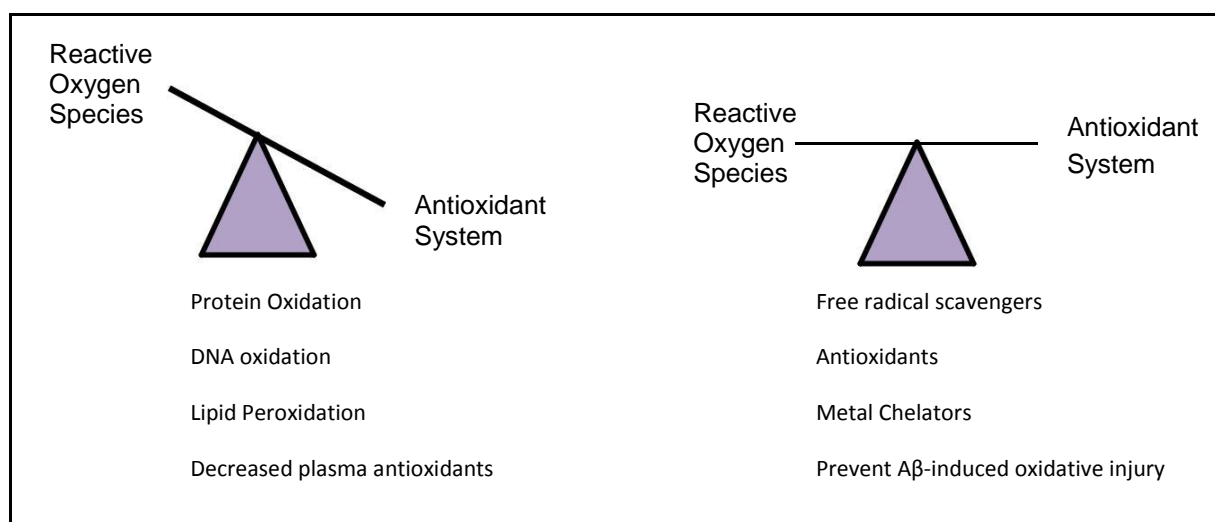 Reactive
Oxygen
Species
Antioxidant
System
Protein Oxidation
DNA oxidation
Lipid Peroxidation
Decreased plasma antioxidants
Reactive
Oxygen
Species
Antioxidant
System
Free radical scavengers
Antioxidants
Metal Chelators
Prevent Aβ-induced oxidative injury